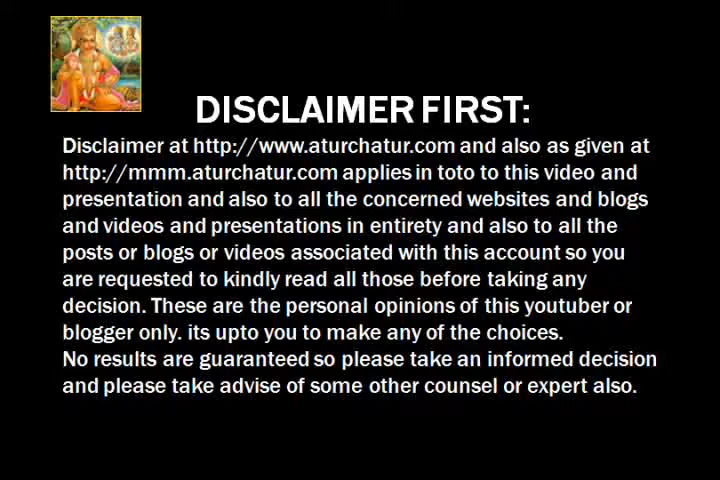 DISCLAIMER FIRST:
Disclaimer at http://www.aturchatur.com and also as given at
http://mmm.aturchatur.com applies in toto to this video and
presentation and also to all the concerned websites and blogs
and videos and presentations in entirety and also to all the
posts or blogs or videos associated with this account so you
are requested to kindly read all those before taking any
decision. These are the personal opinions of this youtuber or
blogger only. its upto you to make any of the choices.
No results are guaranteed so please take an informed decision
and please take advise of some other counsel or expert also.